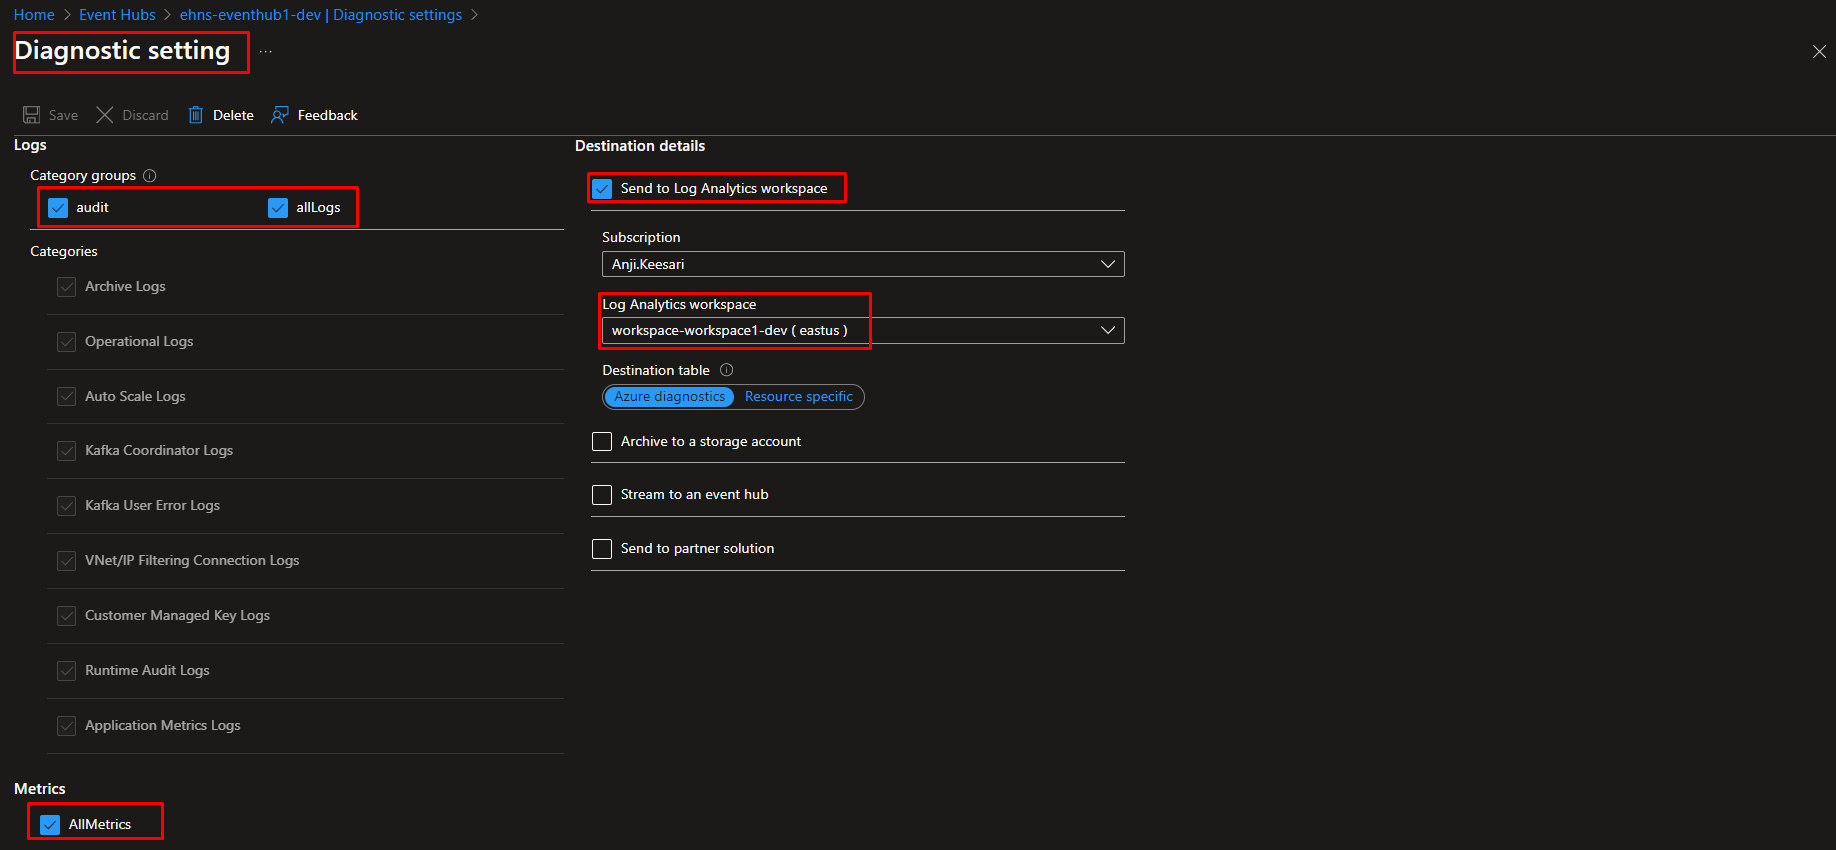 Home > Event Hubs > ehns-eventhub1-dev | Diagnostic settings >
Diagnostic setting ...
Save Discard Delete Feedback
Logs
Category groups
audit allLogs
Categories
Archive Logs
Operational Logs
Auto Scale Logs
Kafka Coordinator Logs
Kafka User Error Logs
VNet/IP Filtering Connection Logs
Customer Managed Key Logs
Runtime Audit Logs
Application Metrics Logs
Metrics
AllMetrics
Destination details
Send to Log Analytics workspace
Subscription
Anji.Keesari
Log Analytics workspace
workspace-workspace1-dev ( eastus )
Destination table
Azure diagnostics Resource specific
Archive to a storage account
Stream to an event hub
Send to partner solution